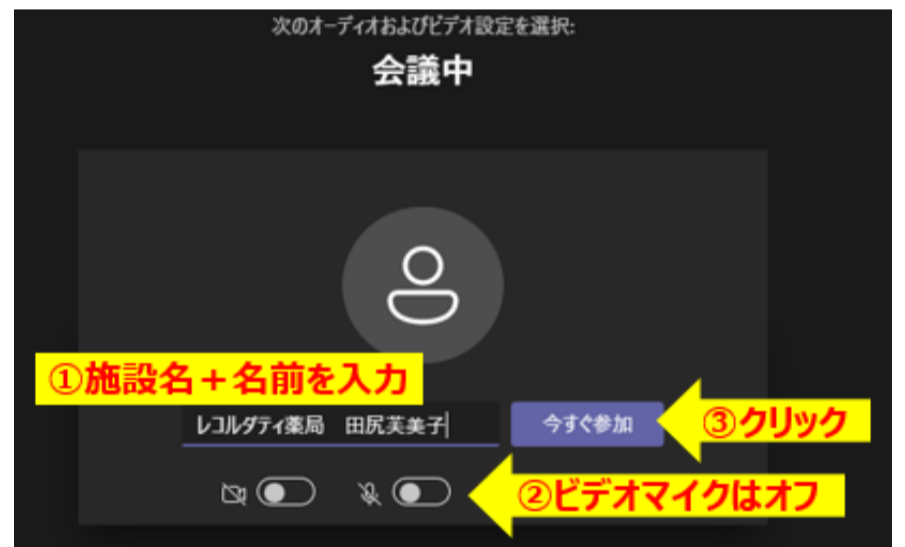 次のオーディオおよびビデオ設定を選択:
会議中
①施設名+名前を入力
レコルダティ薬局 田尻芙美子
今すぐ参加
③クリック
②ビデオマイクはオフ